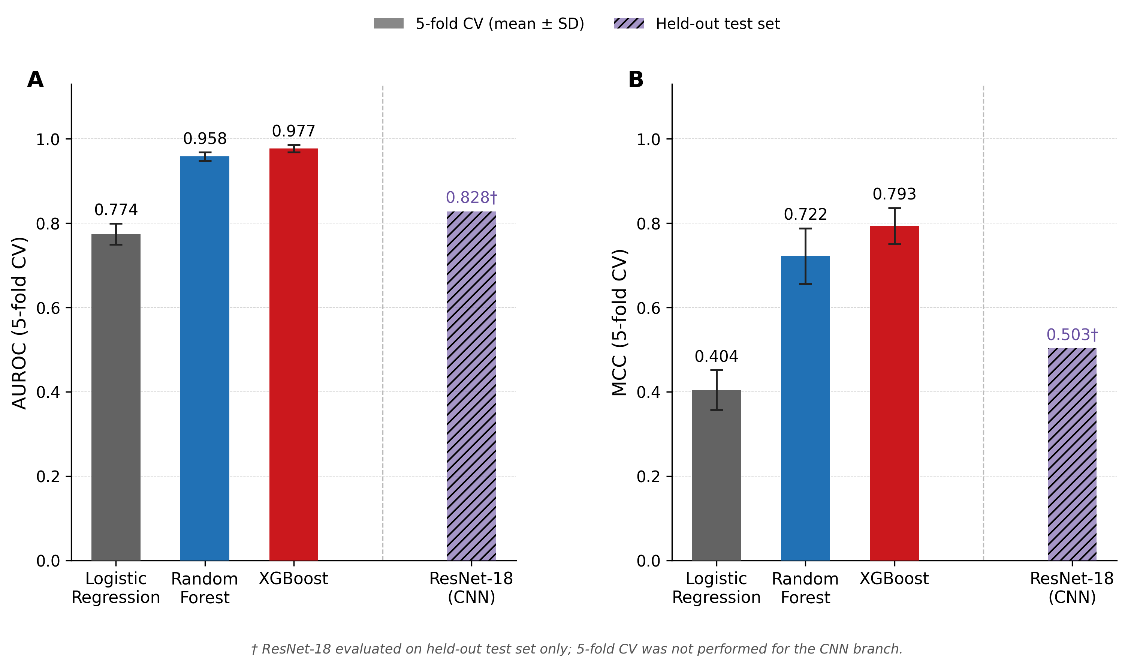 5-fold CV (mean ± SD)
Held-out test set
A
AUROC (5-fold CV)
1.0
0.8
0.6
0.4
0.2
0.0
0.774
0.958
0.977
0.828†
Logistic
Regression
Random
Forest
XGBoost
ResNet-18
(CNN)
B
MCC (5-fold CV)
1.0
0.8
0.6
0.4
0.2
0.0
0.404
0.722
0.793
0.503†
Logistic
Regression
Random
Forest
XGBoost
ResNet-18
(CNN)
† ResNet-18 evaluated on held-out test set only; 5-fold CV was not performed for the CNN branch.